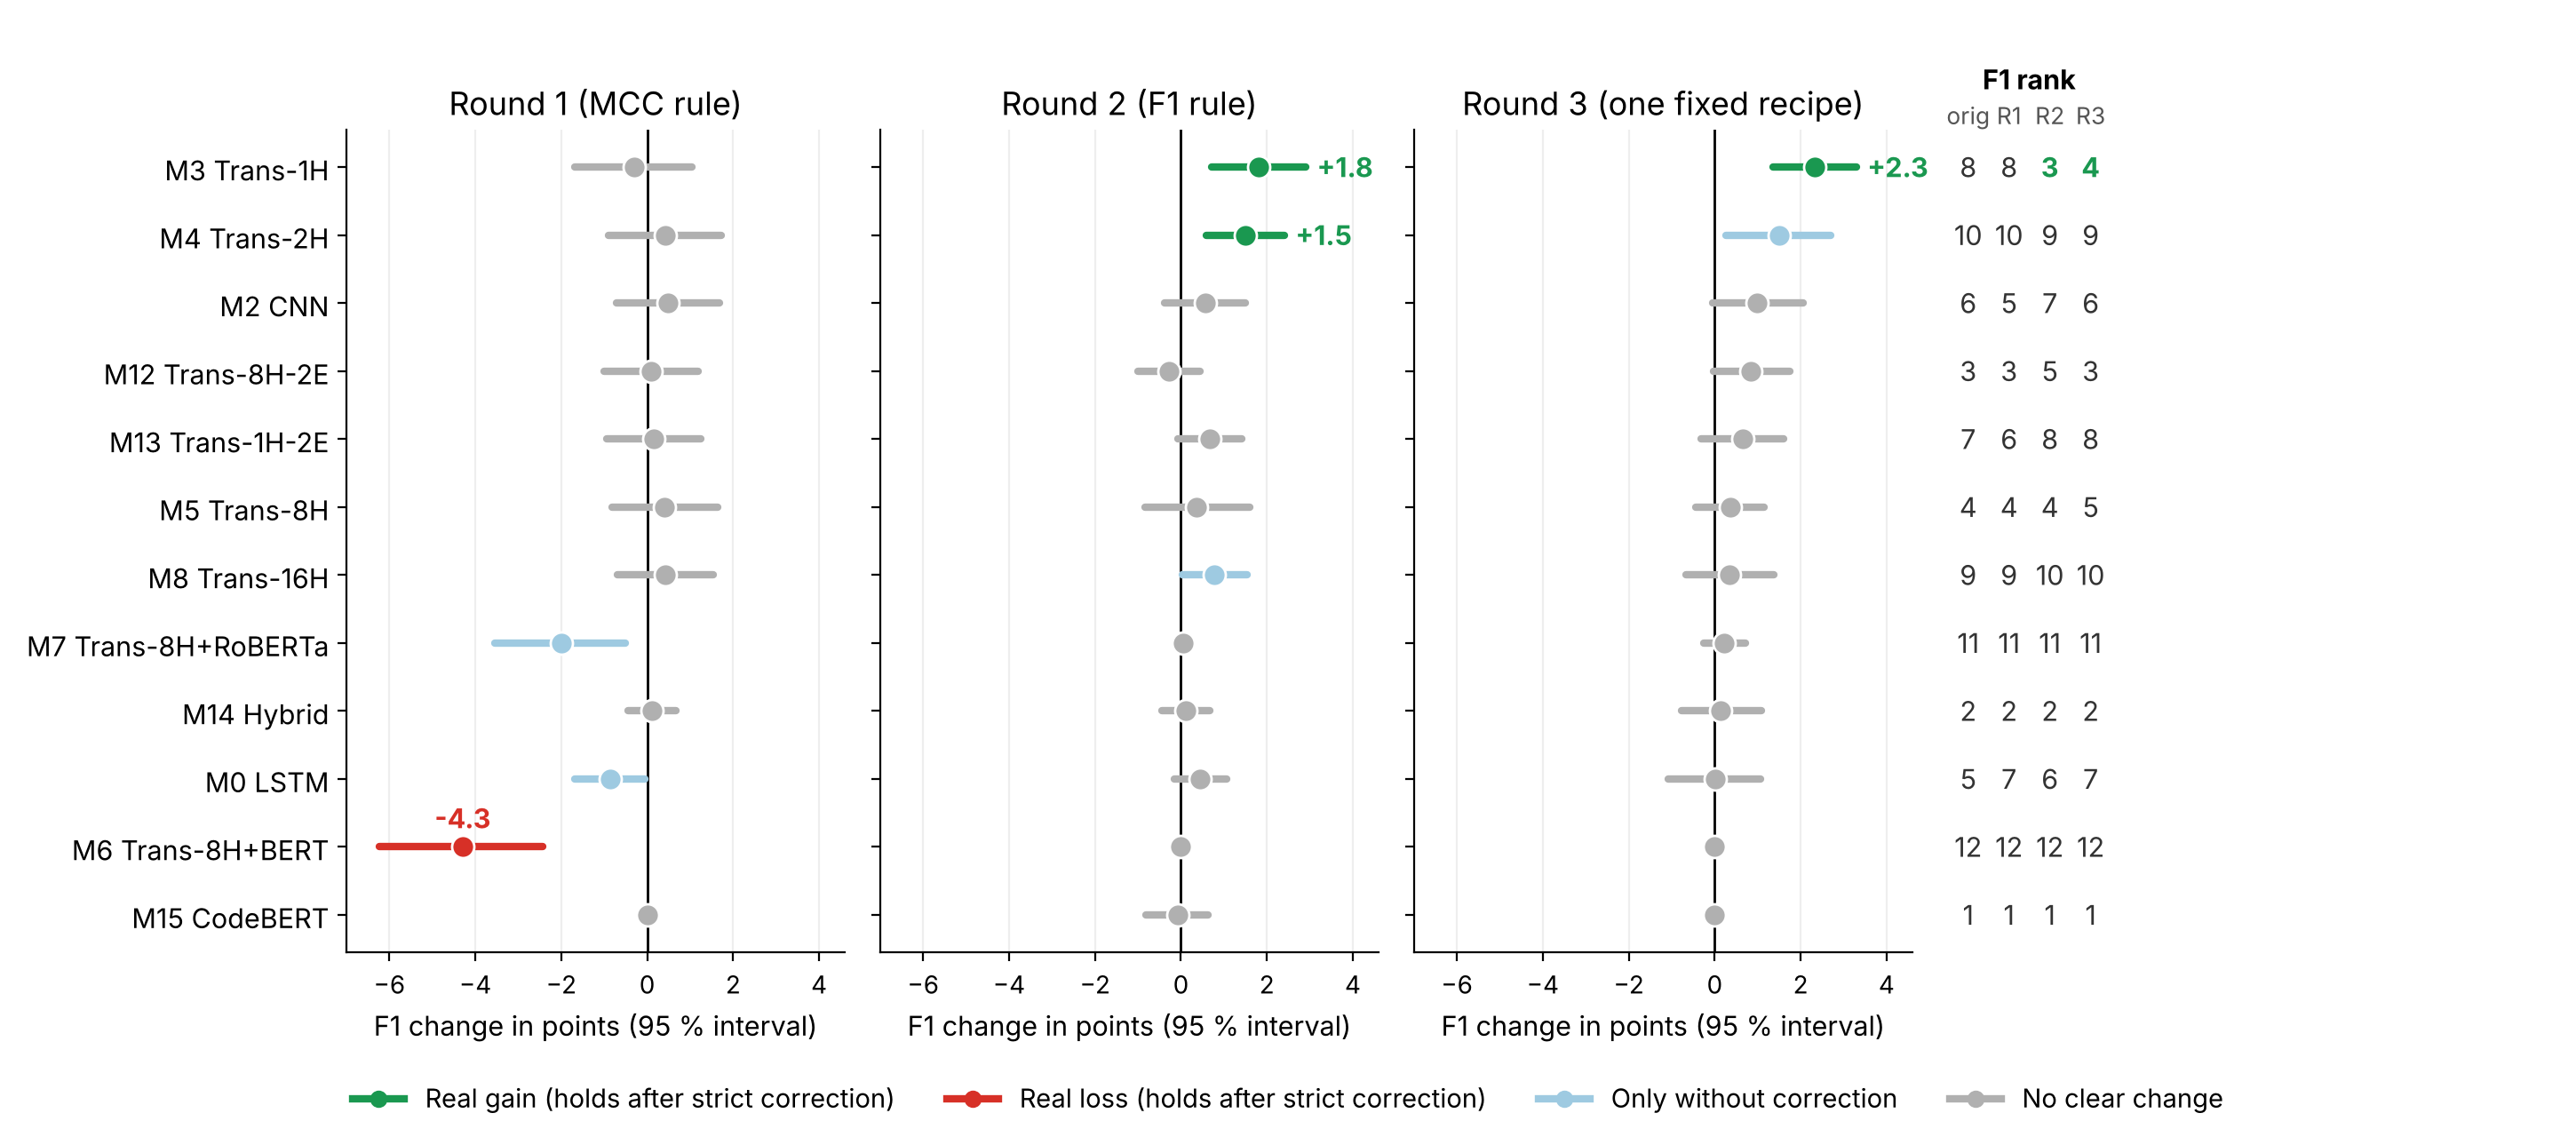 F1 rank
Round 1 (MCC rule) Round 2 (F1 rule) Round 3 (one fixed recipe)
orig R1 R2 R3
M3 Trans-1H +1.8 +2.3 8 8 3 4
M4 Trans-2H +1.5 10 10 9 9
M2 CNN 6 5 7 6
M12 Trans-8H-2E 3 3 5 3
M13 Trans-1H-2E 7 6 8 8
M5 Trans-8H 4 4 4 5
M8 Trans-16H 9 9 10 10
M7 Trans-8H+RoBERTa 11 11 11 11
M14 Hybrid 2 2 2 2
M0 LSTM 5 7 6 7
-4.3
M6 Trans-8H+BERT 12 12 12 12
M15 CodeBERT 1 1 1 1
−6 −4 −2 0 2 4 −6 −4 −2 0 2 4 −6 −4 −2 0 2 4
F1 change in points (95 % interval) F1 change in points (95 % interval) F1 change in points (95 % interval)
Real gain (holds after strict correction) Real loss (holds after strict correction) Only without correction No clear change